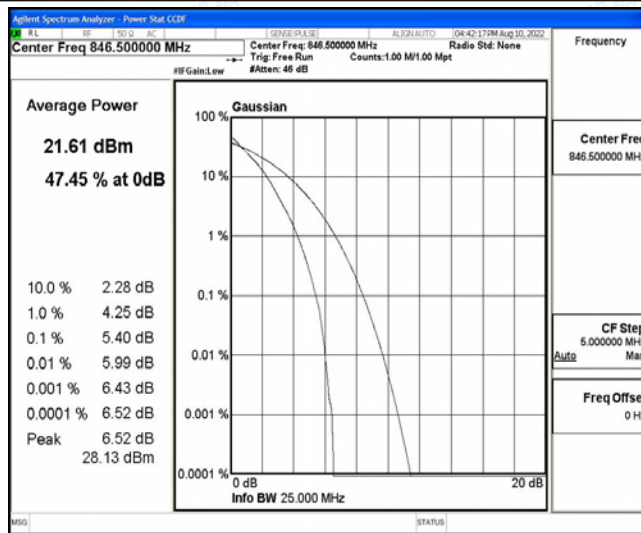 Agilent Spectrum Analyzer - Power Stat CCDF
RL RF 50 Ω AC SENSE:PULSE ALIGN AUTO 04:42:17 PM Aug 10, 2022
Center Freq 846.500000 MHz
Center Freq: 846.500000 MHz Radio Std: None
Trig: Free Run Counts:1.00 M/1.00 Mpt
#IFGain:Low #Atten: 46 dB
Frequency
Average Power
21.61 dBm
47.45 % at 0dB
10.0 % 2.28 dB
1.0 % 4.25 dB
0.1 % 5.40 dB
0.01 % 5.99 dB
0.001 % 6.43 dB
0.0001 % 6.52 dB
Peak 6.52 dB
28.13 dBm
Gaussian
100 %
10 %
1 %
0.1 %
0.01 %
0.001 %
0.0001 %
0 dB 20 dB
Info BW 25.000 MHz
Center Fre
846.500000 MH
CF Step
5.000000 MH
Auto Ma
Freq Offse
0 H
MSG STATUS